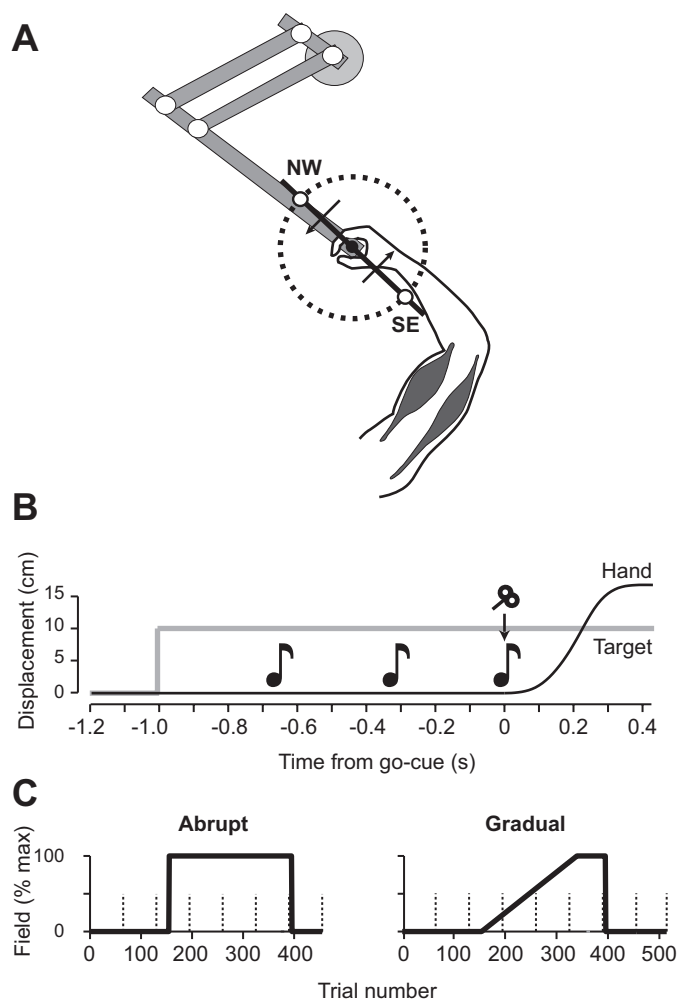 A
NW
SE
B
Displacement (cm)
15
10
5
0
Hand
Target
-1.2 -1.0 -0.8 -0.6 -0.4 -0.2 0 0.2 0.4
Time from go-cue (s)
C
Abrupt Gradual
Field (% max)
100
0
0 100 200 300 400 0 100 200 300 400 500
Trial number